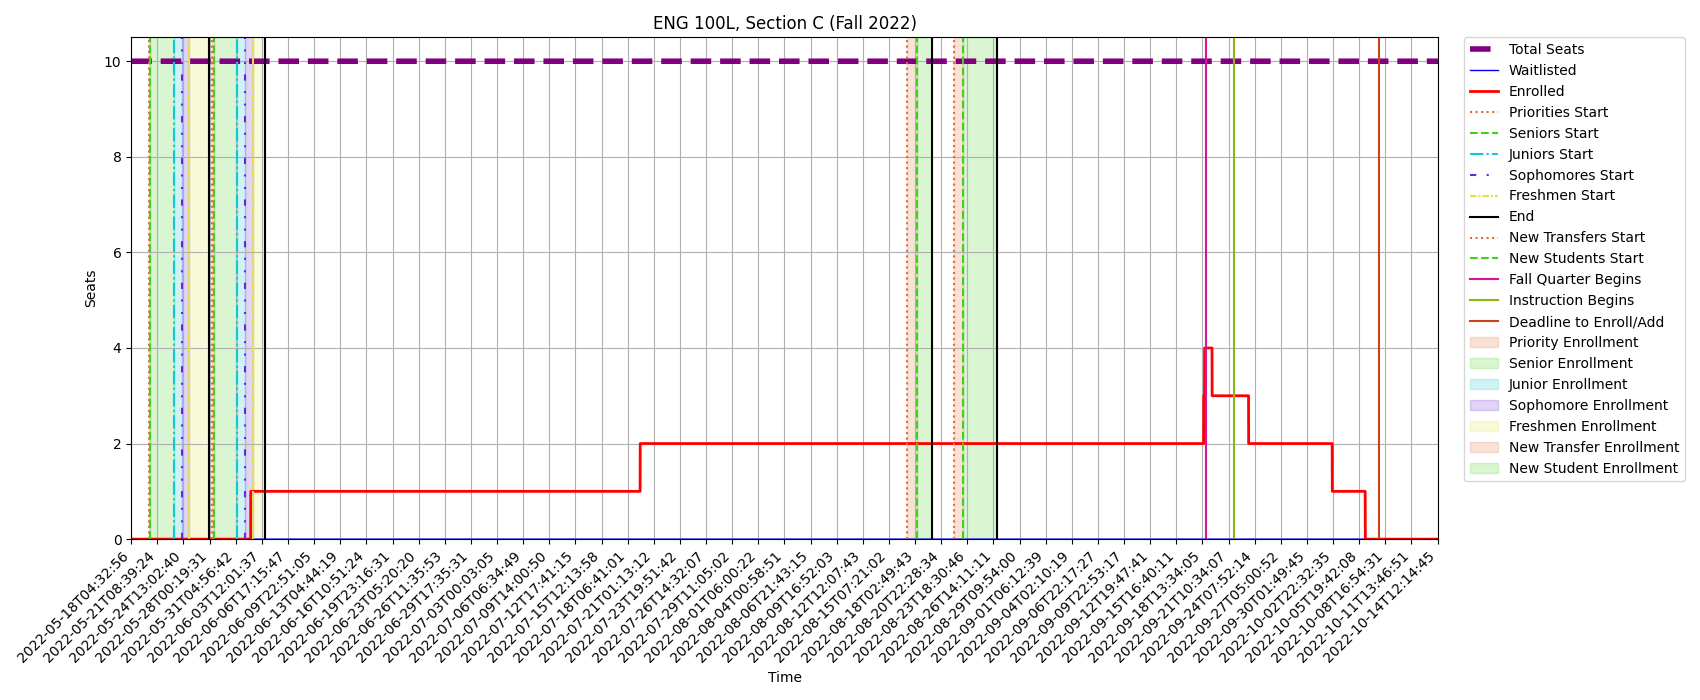 ENG 100L, Section C (Fall 2022)
10
8
6
4
2
0
Seats
2022-05-18T04:32:56
2022-05-21T08:39:24
2022-05-24T13:02:40
2022-05-28T00:19:31
2022-05-31T04:56:42
2022-06-03T12:01:37
2022-06-06T17:15:47
2022-06-09T22:51:05
2022-06-13T04:44:19
2022-06-16T10:51:24
2022-06-19T23:16:31
2022-06-23T05:20:20
2022-06-26T11:35:53
2022-06-29T17:35:31
2022-07-03T00:03:05
2022-07-06T06:34:49
2022-07-09T14:00:50
2022-07-12T17:41:15
2022-07-15T12:13:58
2022-07-18T06:41:01
2022-07-21T01:13:12
2022-07-23T19:51:42
2022-07-26T14:32:07
2022-07-29T11:05:02
2022-08-01T06:00:22
2022-08-04T00:58:51
2022-08-06T21:43:15
2022-08-09T16:52:03
2022-08-12T12:07:43
2022-08-15T07:21:02
2022-08-18T02:49:43
2022-08-20T22:28:34
2022-08-23T18:30:46
2022-08-26T14:11:11
2022-08-29T09:54:00
2022-09-01T06:12:39
2022-09-04T02:10:19
2022-09-06T22:17:27
2022-09-09T22:53:17
2022-09-12T19:47:41
2022-09-15T16:40:11
2022-09-18T13:34:05
2022-09-21T10:34:07
2022-09-24T07:52:14
2022-09-27T05:00:52
2022-09-30T01:49:45
2022-10-02T22:32:35
2022-10-05T19:42:08
2022-10-08T16:54:31
2022-10-11T13:46:51
2022-10-14T12:14:45
Time
Total Seats
Waitlisted
Enrolled
Priorities Start
Seniors Start
Juniors Start
Sophomores Start
Freshmen Start
End
New Transfers Start
New Students Start
Fall Quarter Begins
Instruction Begins
Deadline to Enroll/Add
Priority Enrollment
Senior Enrollment
Junior Enrollment
Sophomore Enrollment
Freshmen Enrollment
New Transfer Enrollment
New Student Enrollment